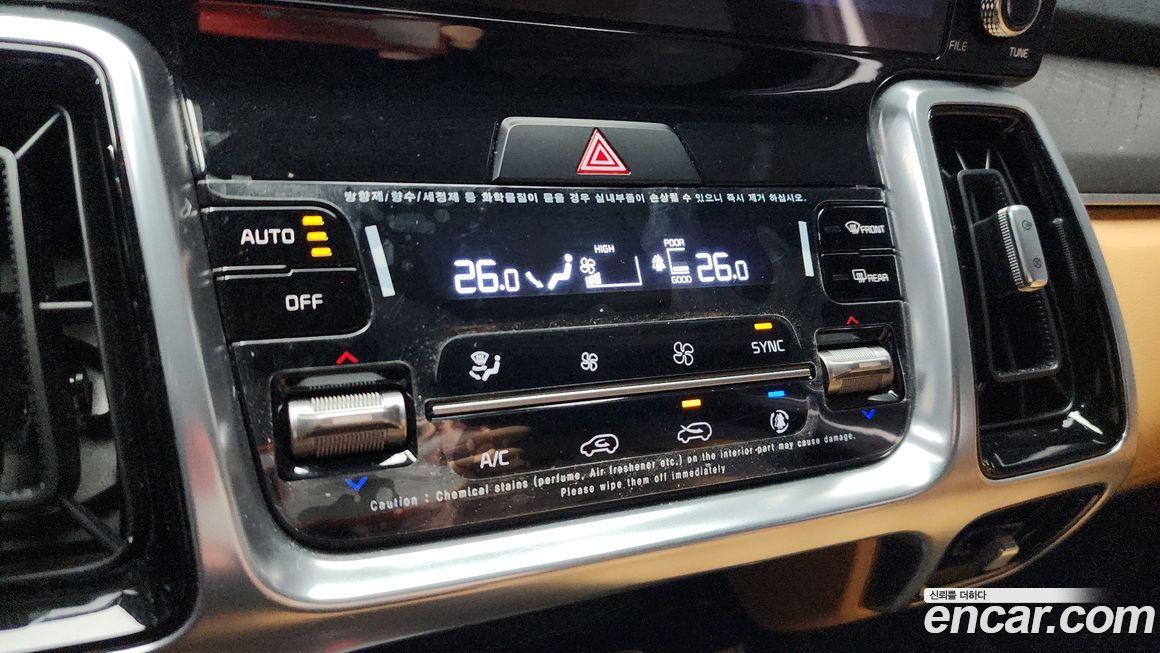 FILE
TUNE
방향제/향수/세정제 등 화학물질이 묻을 경우 실내부품이 손상될 수 있으니 즉시 제거 하십시오.
AUTO
OFF
26.0
HIGH
POOR
GOOD
26.0
FRONT
REAR
SYNC
A/C
Caution : Chemical stains (perfume, Air freshener etc.) on the interior part may cause damage.
Please wipe them off immediately
신뢰를 더하다
encar.com